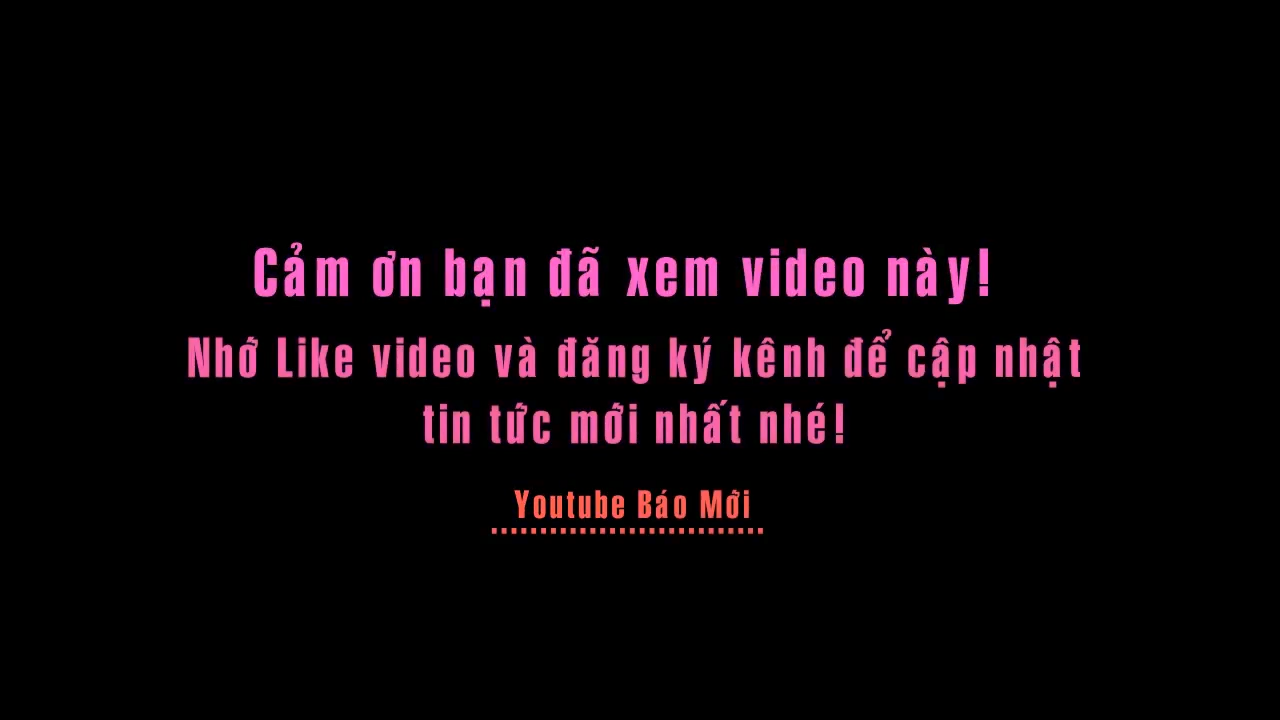 Cảm ơn bạn đã xem video này!
Nhớ Like video và đăng ký kênh để cập nhật
tin tức mới nhất nhé!
Youtube Báo Mới